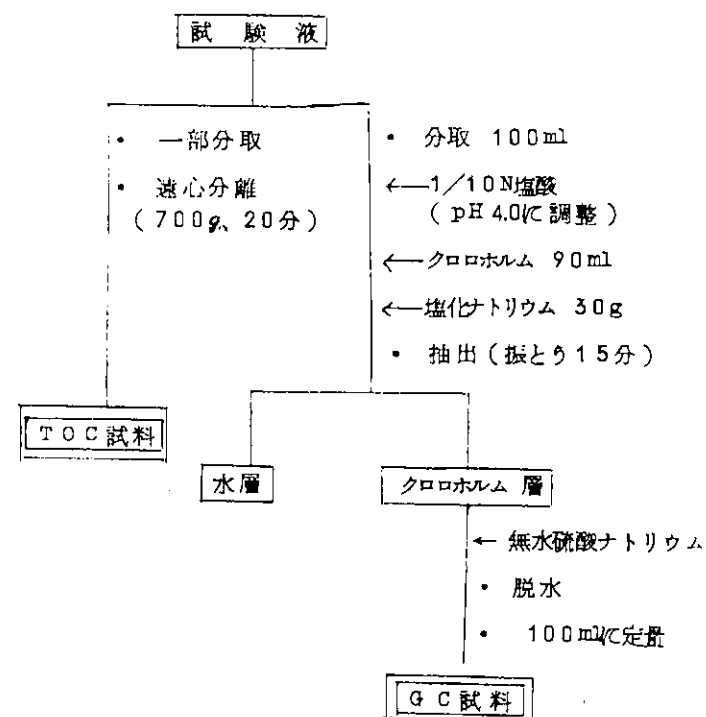 試験液
・ 一部分取
・ 遠心分離
(700g、20分)
・ 分取 100ml
←1/10N塩酸
(pH 4.0に調整)
←クロロホルム 90ml
←塩化ナトリウム 30g
・ 抽出(振とう15分)
TOC試料
水層
クロロホルム 層
← 無水硫酸ナトリウム
・ 脱水
・ 100mlに定量
GC試料